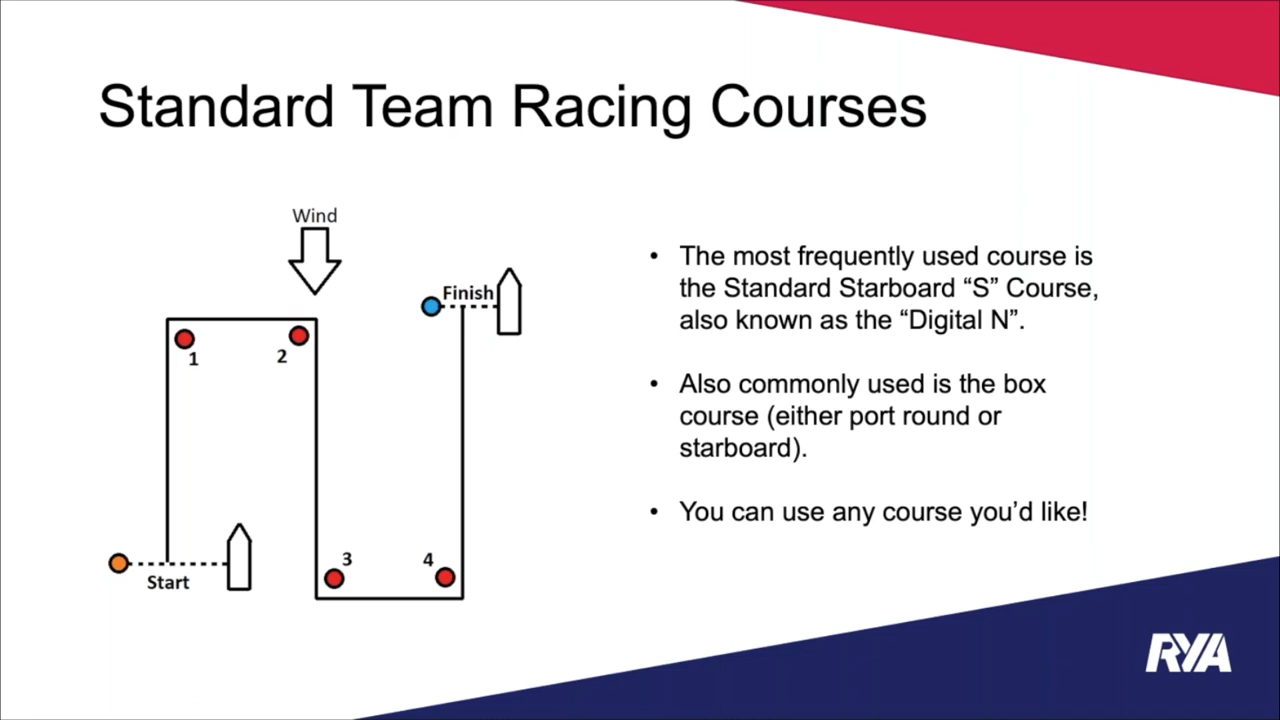 Standard Team Racing Courses
Wind
Finish
1
2
3
4
Start
• The most frequently used course is
the Standard Starboard “S” Course,
also known as the “Digital N”.
• Also commonly used is the box
course (either port round or
starboard).
• You can use any course you’d like!
RYA